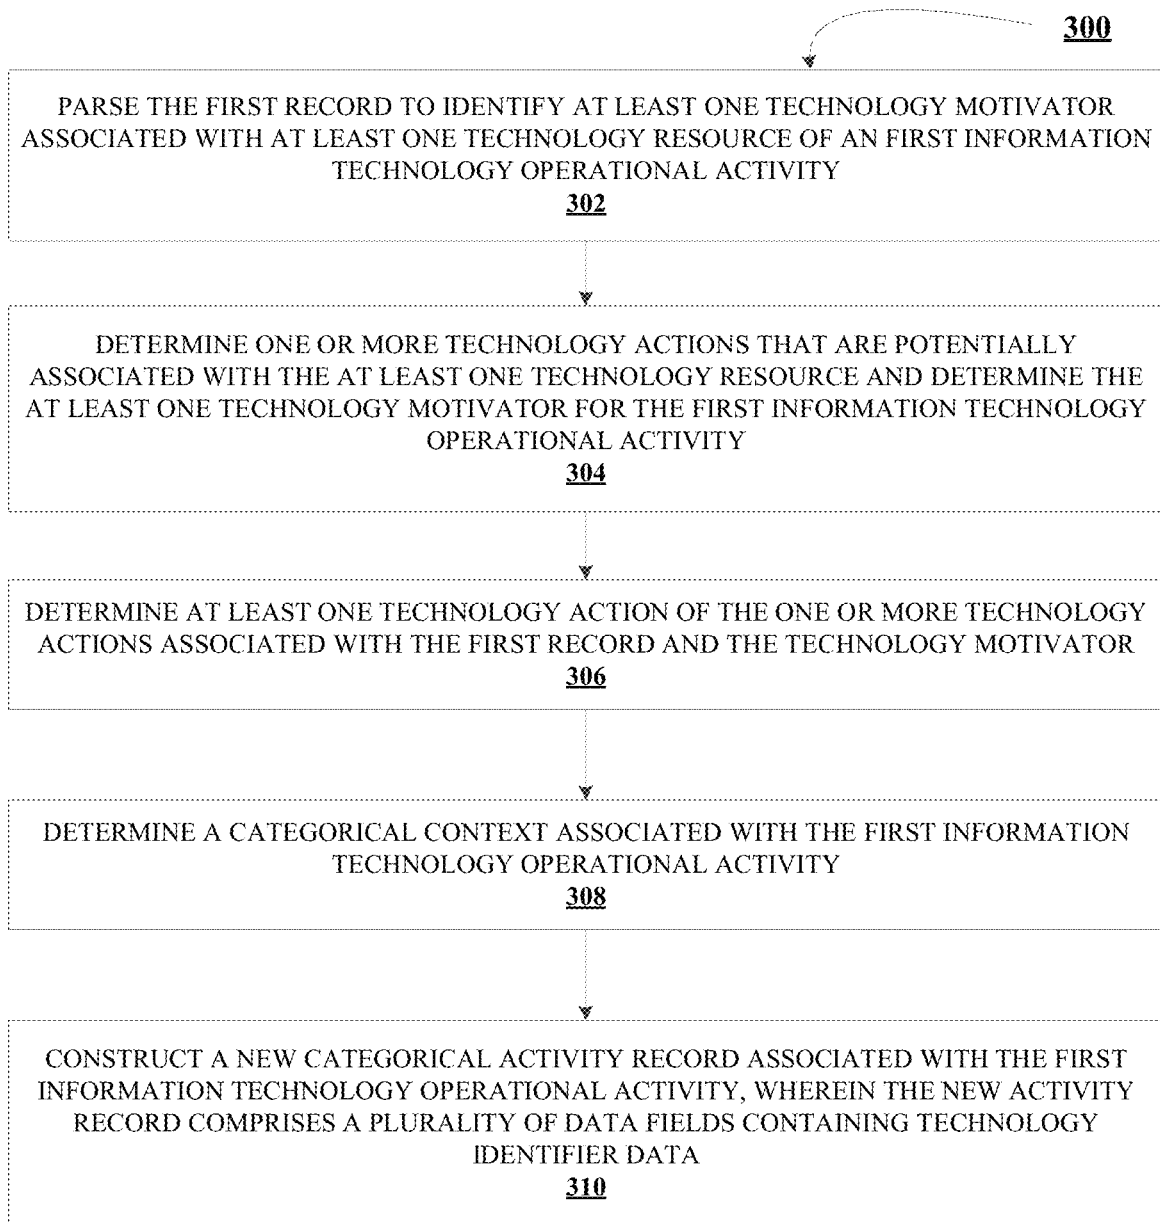 300
PARSE THE FIRST RECORD TO IDENTIFY AT LEAST ONE TECHNOLOGY MOTIVATOR
ASSOCIATED WITH AT LEAST ONE TECHNOLOGY RESOURCE OF AN FIRST INFORMATION
TECHNOLOGY OPERATIONAL ACTIVITY
302
DETERMINE ONE OR MORE TECHNOLOGY ACTIONS THAT ARE POTENTIALLY
ASSOCIATED WITH THE AT LEAST ONE TECHNOLOGY RESOURCE AND DETERMINE THE
AT LEAST ONE TECHNOLOGY MOTIVATOR FOR THE FIRST INFORMATION TECHNOLOGY
OPERATIONAL ACTIVITY
304
DETERMINE AT LEAST ONE TECHNOLOGY ACTION OF THE ONE OR MORE TECHNOLOGY
ACTIONS ASSOCIATED WITH THE FIRST RECORD AND THE TECHNOLOGY MOTIVATOR
306
DETERMINE A CATEGORICAL CONTEXT ASSOCIATED WITH THE FIRST INFORMATION
TECHNOLOGY OPERATIONAL ACTIVITY
308
CONSTRUCT A NEW CATEGORICAL ACTIVITY RECORD ASSOCIATED WITH THE FIRST
INFORMATION TECHNOLOGY OPERATIONAL ACTIVITY, WHEREIN THE NEW ACTIVITY
RECORD COMPRISES A PLURALITY OF DATA FIELDS CONTAINING TECHNOLOGY
IDENTIFIER DATA
310